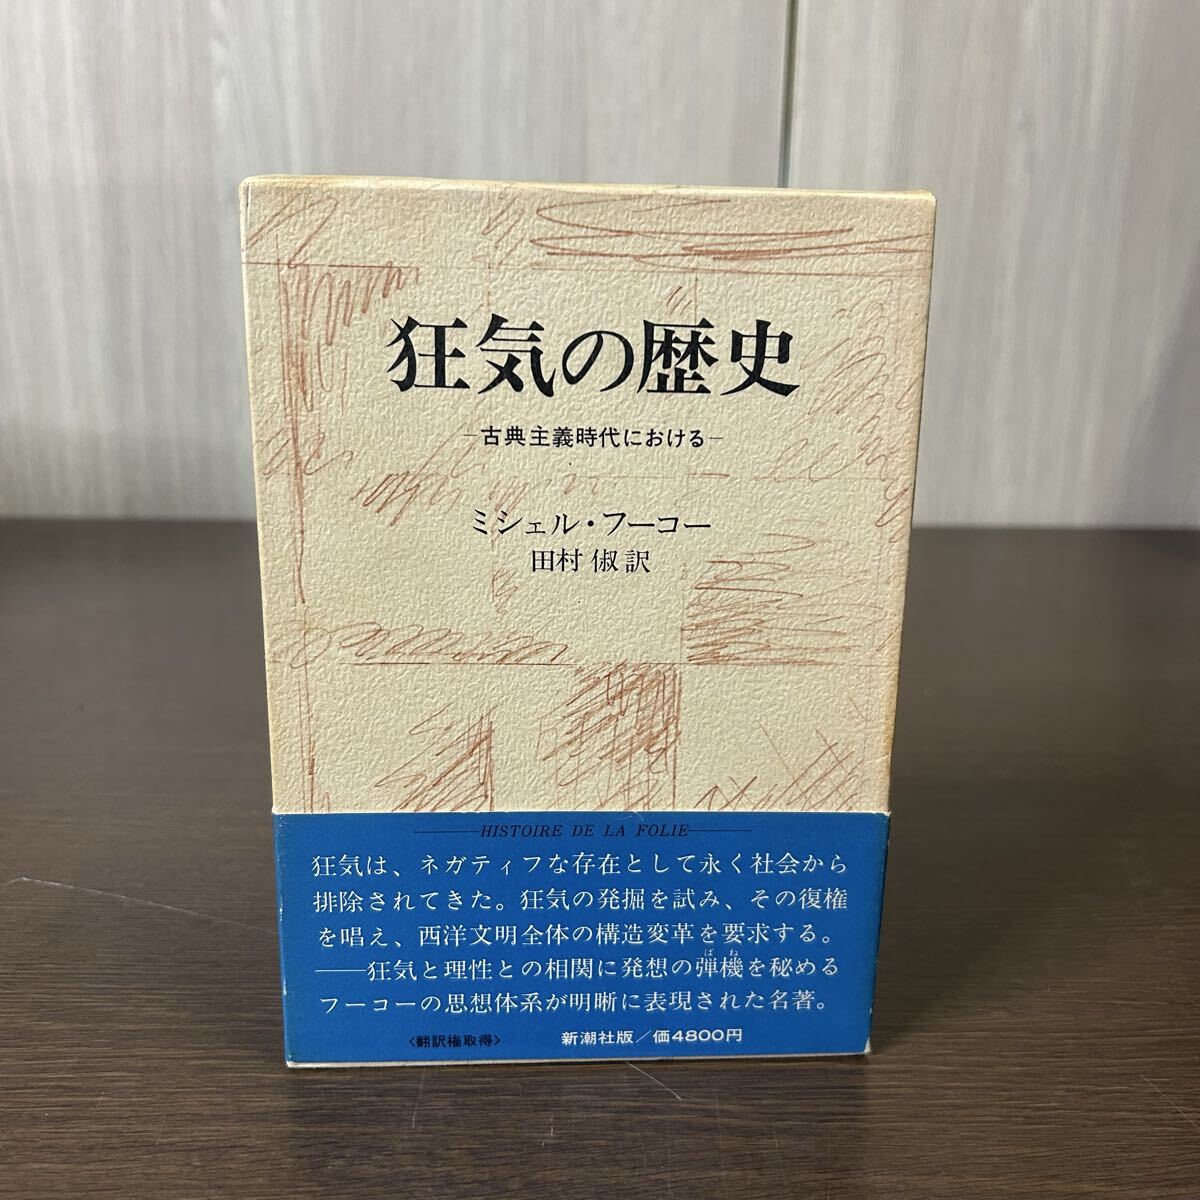 狂気の歴史
―古典主義時代における―
ミシェル・フーコー
田村 俶 訳
HISTOIRE DE LA FOLIE
狂気は、ネガティフな存在として永く社会から
排除されてきた。狂気の発掘を試み、その復権
を唱え、西洋文明全体の構造変革を要求する。
――狂気と理性との相関に発想の弾機(ばね)を秘める
フーコーの思想体系が明晰に表現された名著。
〈翻訳権取得〉 新潮社版／価4800円